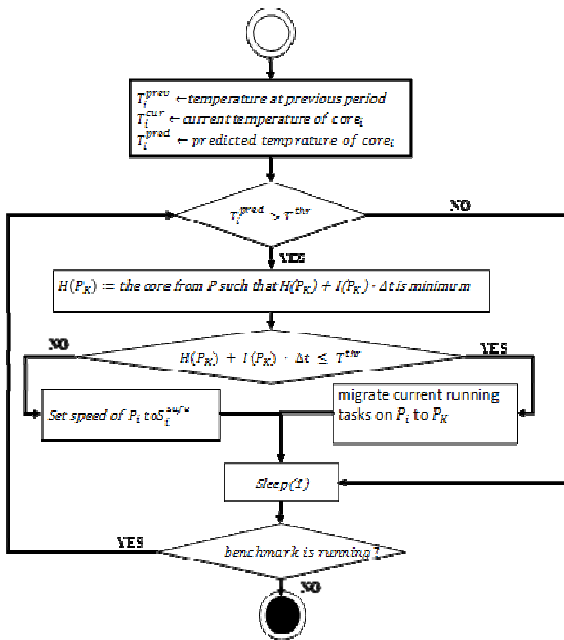 T_i^prev ← temperature at previous period
T_i^cur ← current temperature of core_i
T_i^pred ← predicted temprature of core_i
T_i^pred > T^thr
NO
YES
H(P_K) := the core from P such that H(P_K) + I(P_K) · Δt is minimum
NO
H(P_K) + I(P_K) · Δt ≤ T^thr
YES
Set speed of P_i to S_i^safe
migrate current running
tasks on P_i to P_K
Sleep(1)
YES
benchmark is running?
NO